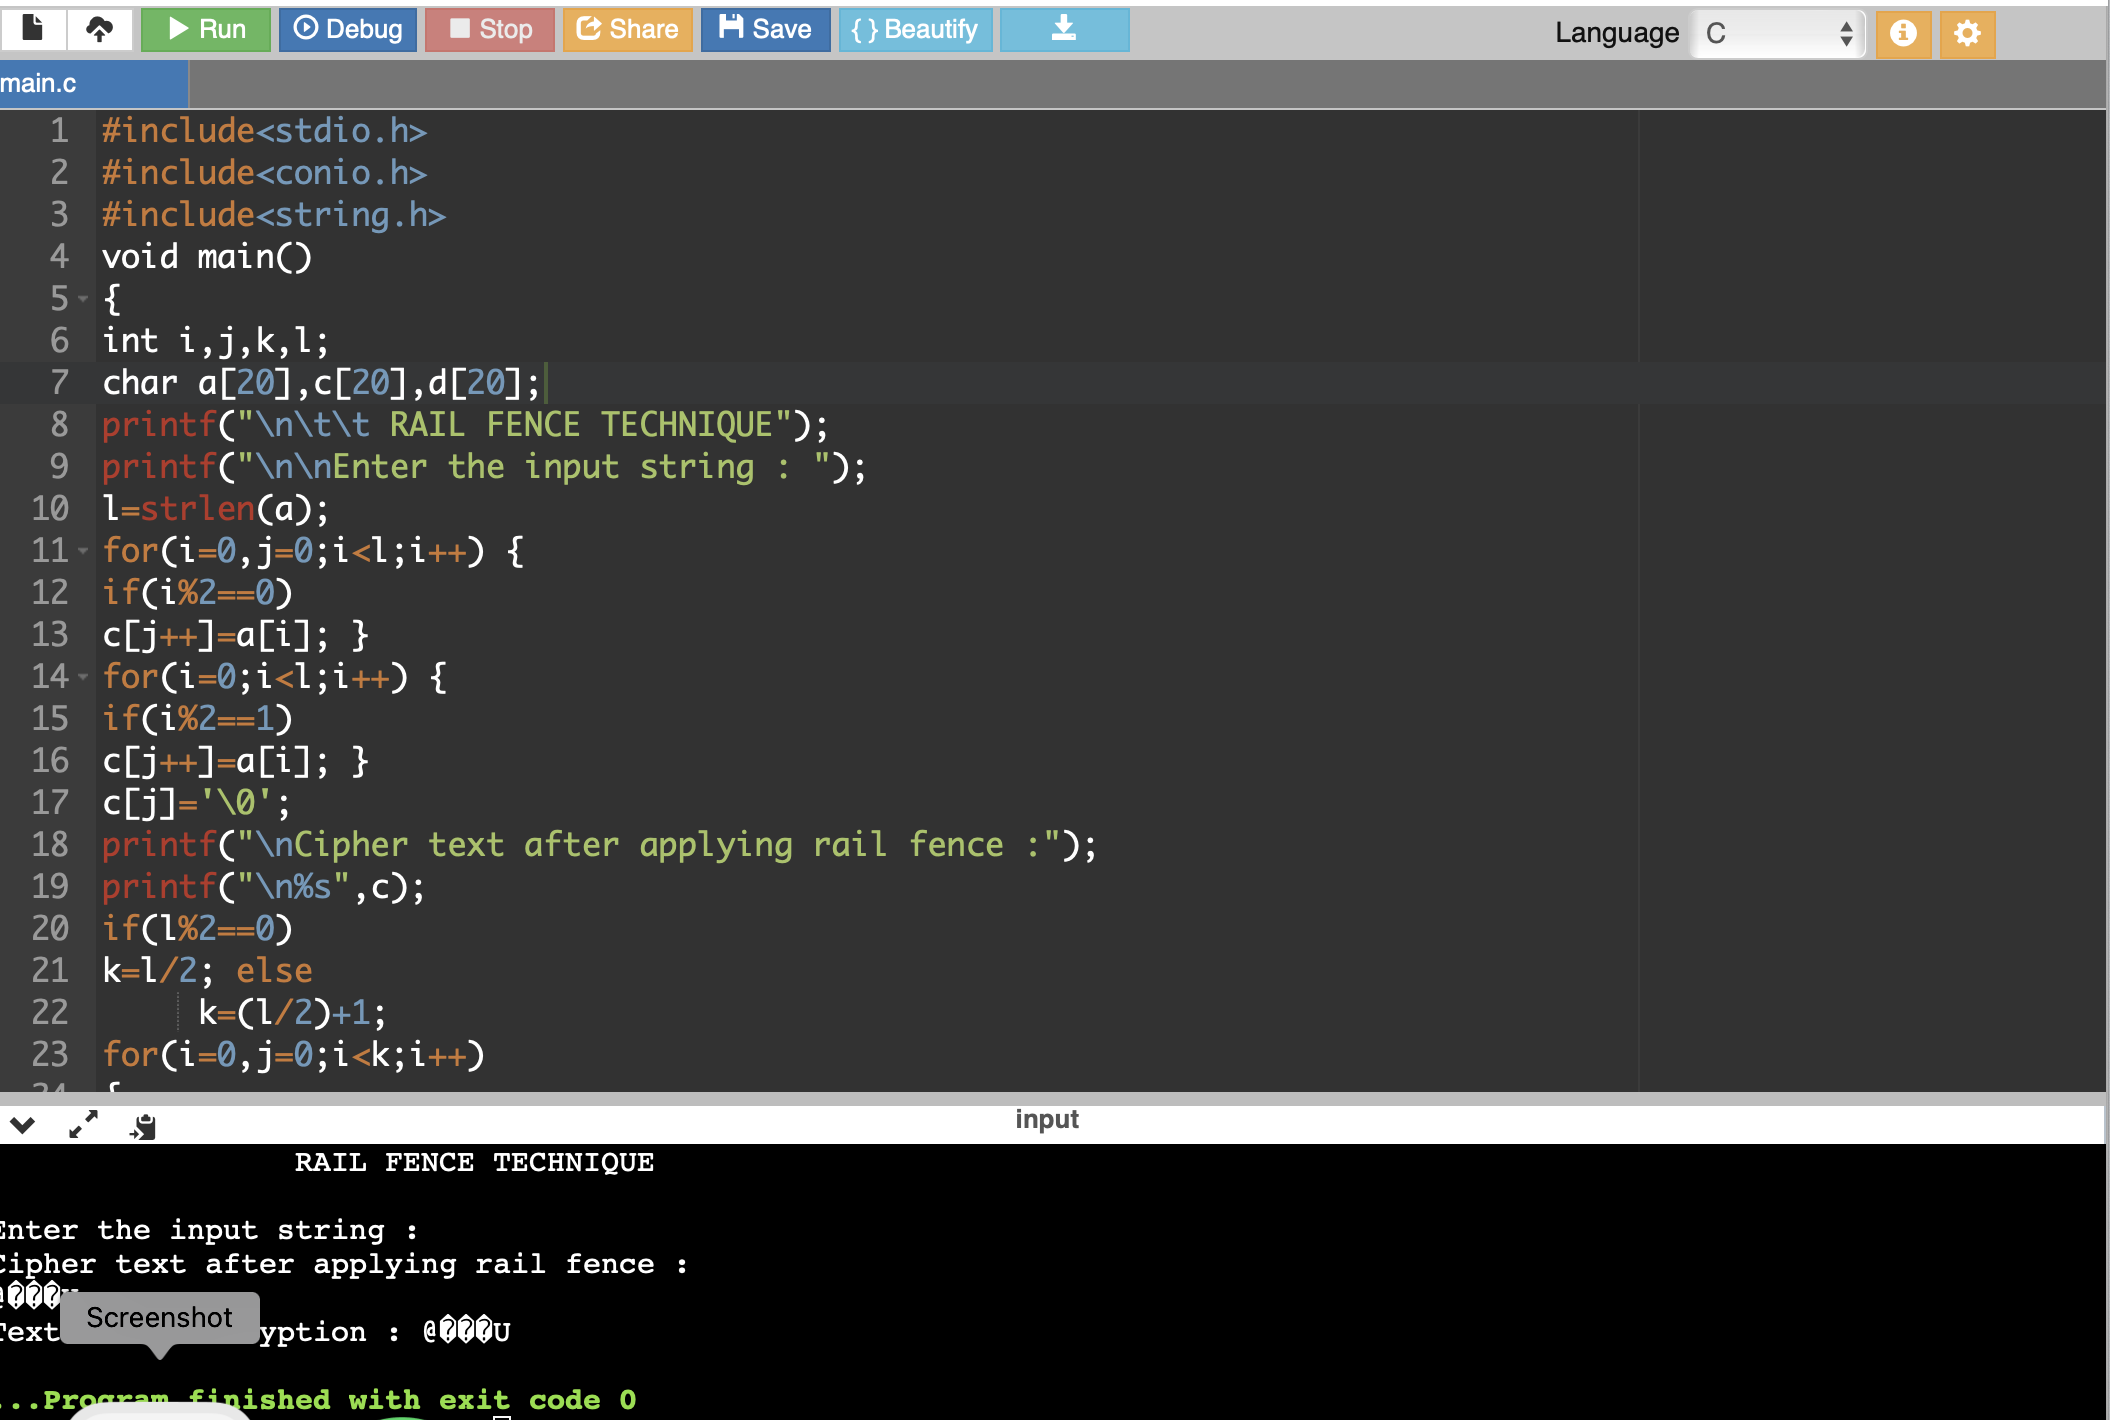 Run Debug Stop Share Save { } Beautify Language C
main.c
1 #include<stdio.h>
2 #include<conio.h>
3 #include<string.h>
4 void main()
5 {
6 int i,j,k,l;
7 char a[20],c[20],d[20];
8 printf("\n\t\t RAIL FENCE TECHNIQUE");
9 printf("\n\nEnter the input string : ");
10 l=strlen(a);
11 for(i=0,j=0;i<l;i++) {
12 if(i%2==0)
13 c[j++]=a[i]; }
14 for(i=0;i<l;i++) {
15 if(i%2==1)
16 c[j++]=a[i]; }
17 c[j]='\0';
18 printf("\nCipher text after applying rail fence :");
19 printf("\n%s",c);
20 if(l%2==0)
21 k=l/2; else
22 k=(l/2)+1;
23 for(i=0,j=0;i<k;i++)
24 {
input
RAIL FENCE TECHNIQUE
Enter the input string :
Cipher text after applying rail fence :
@���U
Text yption : @���U
Screenshot
...Program finished with exit code 0